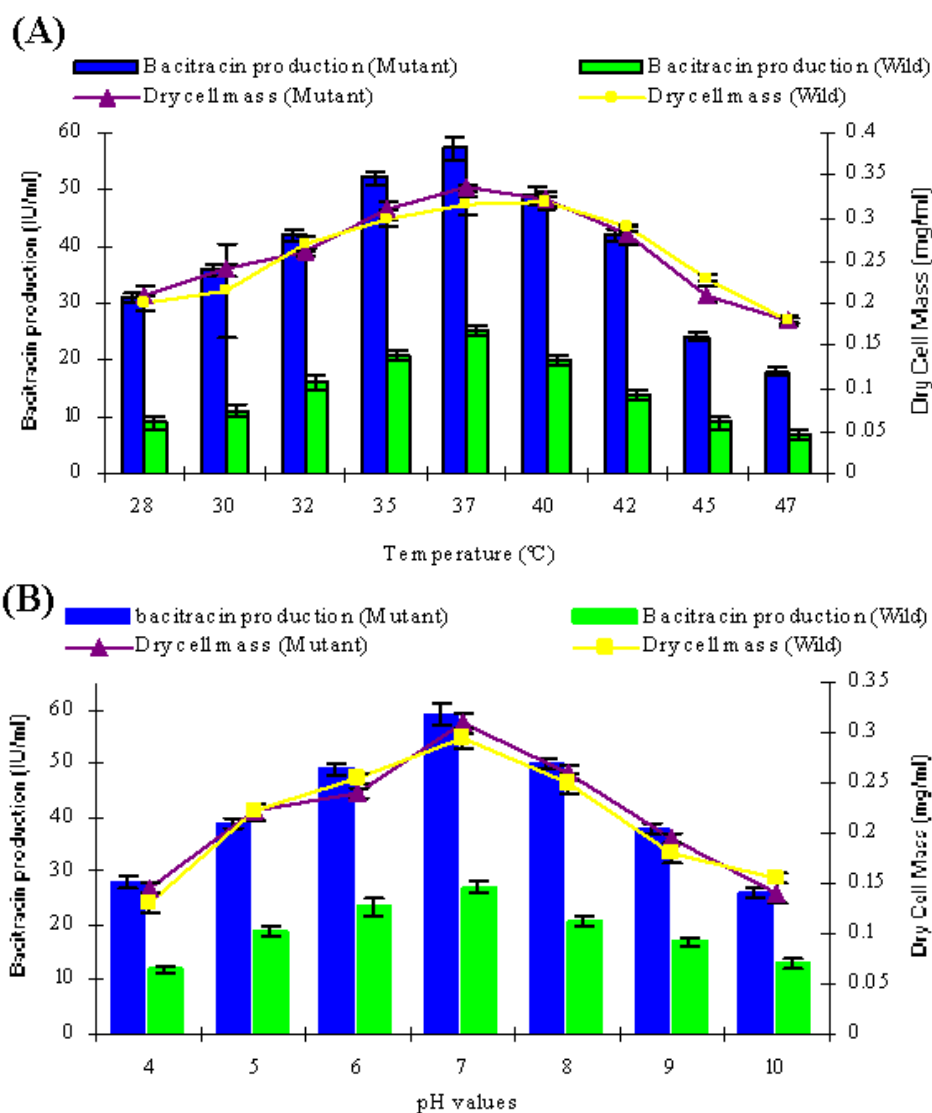 (A)
Bacitracin production (Mutant) Bacitracin production (Wild)
Dry cell mass (Mutant) Dry cell mass (Wild)
Bacitracin production (IU/ml)
60
50
40
30
20
10
0
0.4
0.35
0.3
0.25
0.2
0.15
0.1
0.05
0
Dry Cell Mass (mg/ml)
28 30 32 35 37 40 42 45 47
Temperature (°C)
(B)
bacitracin production (Mutant) Bacitracin production (Wild)
Dry cell mass (Mutant) Dry cell mass (Wild)
Bacitracin production (IU/ml)
60
50
40
30
20
10
0
0.35
0.3
0.25
0.2
0.15
0.1
0.05
0
Dry Cell Mass (mg/ml)
4 5 6 7 8 9 10
pH values